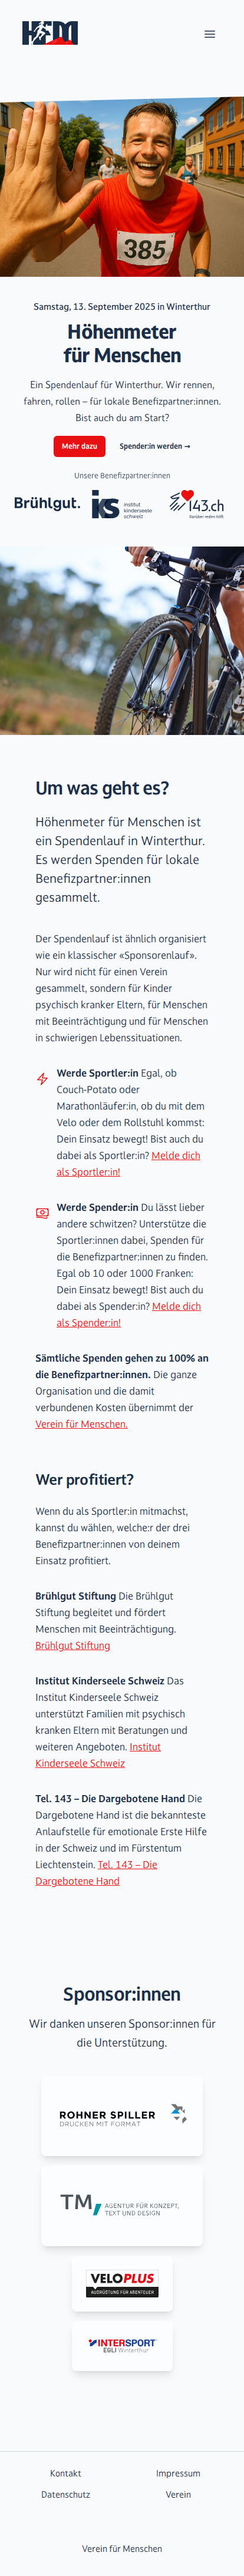 HFM
385
Samstag, 13. September 2025 in Winterthur
Höhenmeter
für Menschen
Ein Spendenlauf für Winterthur. Wir rennen,
fahren, rollen – für lokale Benefizpartner:innen.
Bist auch du am Start?
Mehr dazu
Spender:in werden →
Unsere Benefizpartner:innen
Brühlgut.
iks institut
kinderseele
schweiz
143.ch
Um was geht es?
Höhenmeter für Menschen ist
ein Spendenlauf in Winterthur.
Es werden Spenden für lokale
Benefizpartner:innen
gesammelt.
Der Spendenlauf ist ähnlich organisiert
wie ein klassischer «Sponsorenlauf».
Nur wird nicht für einen Verein
gesammelt, sondern für Kinder
psychisch kranker Eltern, für Menschen
mit Beeinträchtigung und für Menschen
in schwierigen Lebenssituationen.
Werde Sportler:in Egal, ob
Couch-Potato oder
Marathonläufer:in, ob du mit dem
Velo oder dem Rollstuhl kommst:
Dein Einsatz bewegt! Bist auch du
dabei als Sportler:in? Melde dich
als Sportler:in!
Werde Spender:in Du lässt lieber
andere schwitzen? Unterstütze die
Sportler:innen dabei, Spenden für
die Benefizpartner:innen zu finden.
Egal ob 10 oder 1000 Franken:
Dein Einsatz bewegt! Bist auch du
dabei als Spender:in? Melde dich
als Spender:in!
Sämtliche Spenden gehen zu 100% an
die Benefizpartner:innen. Die ganze
Organisation und die damit
verbundenen Kosten übernimmt der
Verein für Menschen.
Wer profitiert?
Wenn du als Sportler:in mitmachst,
kannst du wählen, welche:r der drei
Benefizpartner:innen von deinem
Einsatz profitiert.
Brühlgut Stiftung Die Brühlgut
Stiftung begleitet und fördert
Menschen mit Beeinträchtigung.
Brühlgut Stiftung
Institut Kinderseele Schweiz Das
Institut Kinderseele Schweiz
unterstützt Familien mit psychisch
kranken Eltern mit Beratungen und
weiteren Angeboten. Institut
Kinderseele Schweiz
Tel. 143 – Die Dargebotene Hand Die
Dargebotene Hand ist die bekannteste
Anlaufstelle für emotionale Erste Hilfe
in der Schweiz und im Fürstentum
Liechtenstein. Tel. 143 – Die
Dargebotene Hand
Sponsor:innen
Wir danken unseren Sponsor:innen für
die Unterstützung.
ROHNER SPILLER
DRUCKEN MIT FORMAT
TM, AGENTUR FÜR KONZEPT,
TEXT UND DESIGN
VELOPLUS
AUSRÜSTUNG FÜR ABENTEUER
INTERSPORT
EGLI Winterthur
Kontakt
Impressum
Datenschutz
Verein
Verein für Menschen